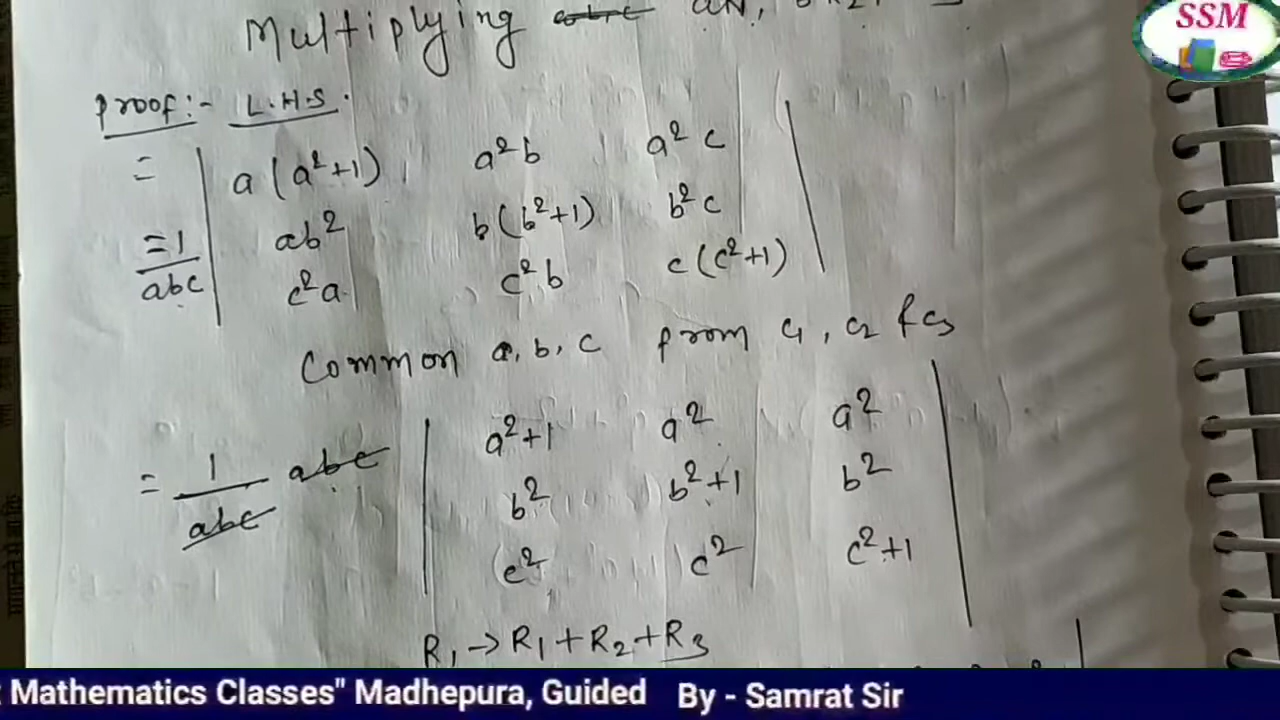 Multiplying
SSM
Proof:- L.H.S.
= | a(a²+1) a²b a²c |
=1/abc | ab² b(b²+1) b²c |
| c²a c²b c(c²+1) |
Common a, b, c from C1, C2 & C3
= 1/abc abc | a²+1 a² a² |
| b² b²+1 b² |
| c² c² c²+1 |
R1 → R1 + R2 + R3
Mathematics Classes" Madhepura, Guided By - Samrat Sir